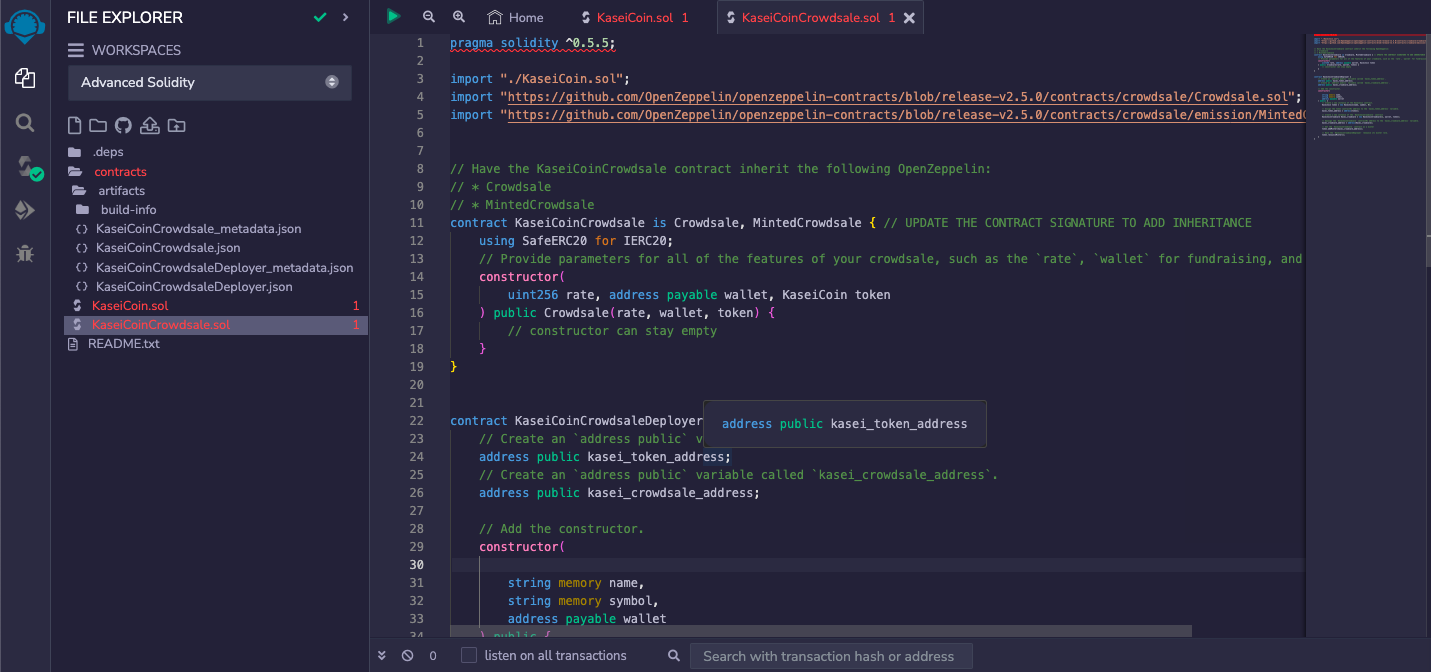 FILE EXPLORER
WORKSPACES
Advanced Solidity
.deps
contracts
artifacts
build-info
KaseiCoinCrowdsale_metadata.json
KaseiCoinCrowdsale.json
KaseiCoinCrowdsaleDeployer_metadata.json
KaseiCoinCrowdsaleDeployer.json
KaseiCoin.sol 1
KaseiCoinCrowdsale.sol 1
README.txt
Home
KaseiCoin.sol 1
KaseiCoinCrowdsale.sol 1
1 pragma solidity ^0.5.5;
2
3 import "./KaseiCoin.sol";
4 import "https://github.com/OpenZeppelin/openzeppelin-contracts/blob/release-v2.5.0/contracts/crowdsale/Crowdsale.sol";
5 import "https://github.com/OpenZeppelin/openzeppelin-contracts/blob/release-v2.5.0/contracts/crowdsale/emission/Minted
6
7
8 // Have the KaseiCoinCrowdsale contract inherit the following OpenZeppelin:
9 // * Crowdsale
10 // * MintedCrowdsale
11 contract KaseiCoinCrowdsale is Crowdsale, MintedCrowdsale { // UPDATE THE CONTRACT SIGNATURE TO ADD INHERITANCE
12 using SafeERC20 for IERC20;
13 // Provide parameters for all of the features of your crowdsale, such as the `rate`, `wallet` for fundraising, and
14 constructor(
15 uint256 rate, address payable wallet, KaseiCoin token
16 ) public Crowdsale(rate, wallet, token) {
17 // constructor can stay empty
18 }
19 }
20
21
22 contract KaseiCoinCrowdsaleDeployer
address public kasei_token_address
23 // Create an `address public` v
24 address public kasei_token_address;
25 // Create an `address public` variable called `kasei_crowdsale_address`.
26 address public kasei_crowdsale_address;
27
28 // Add the constructor.
29 constructor(
30
31 string memory name,
32 string memory symbol,
33 address payable wallet
34 ) public {
0
listen on all transactions
Search with transaction hash or address